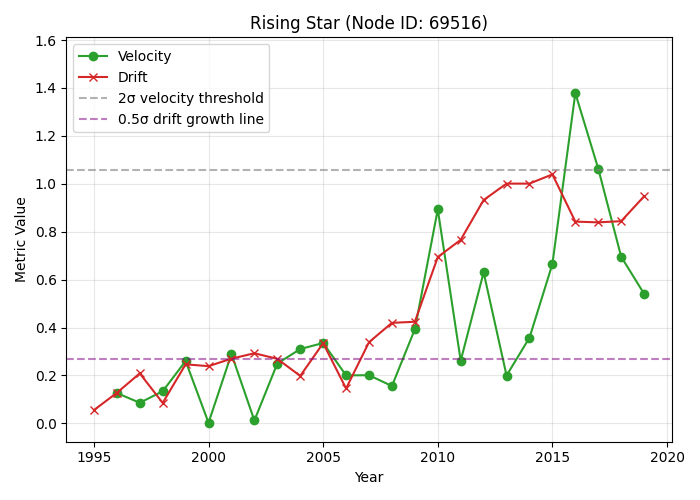 Rising Star (Node ID: 69516)
Velocity
Drift
2σ velocity threshold
0.5σ drift growth line
Metric Value
1.6
1.4
1.2
1.0
0.8
0.6
0.4
0.2
0.0
1995 2000 2005 2010 2015 2020
Year